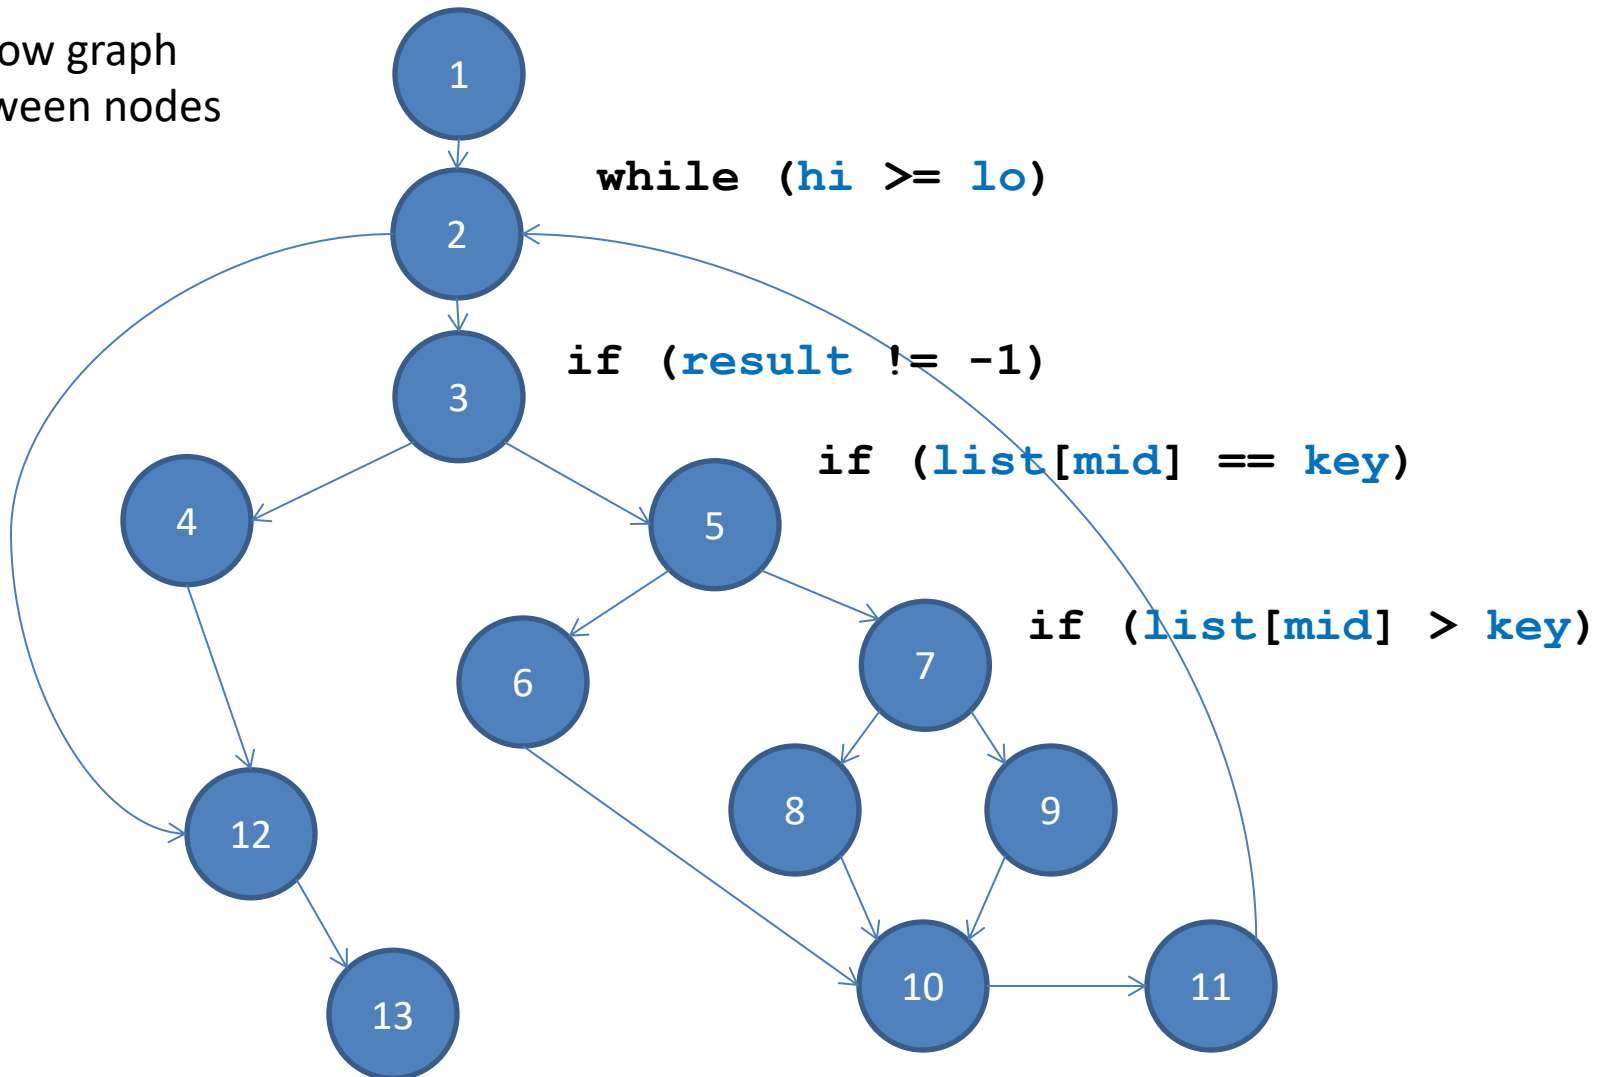 ow graph
ween nodes
1
while (hi >= lo)
2
if (result != -1)
3
if (list[mid] == key)
4
5
if (list[mid] > key)
6
7
8
9
12
10
11
13